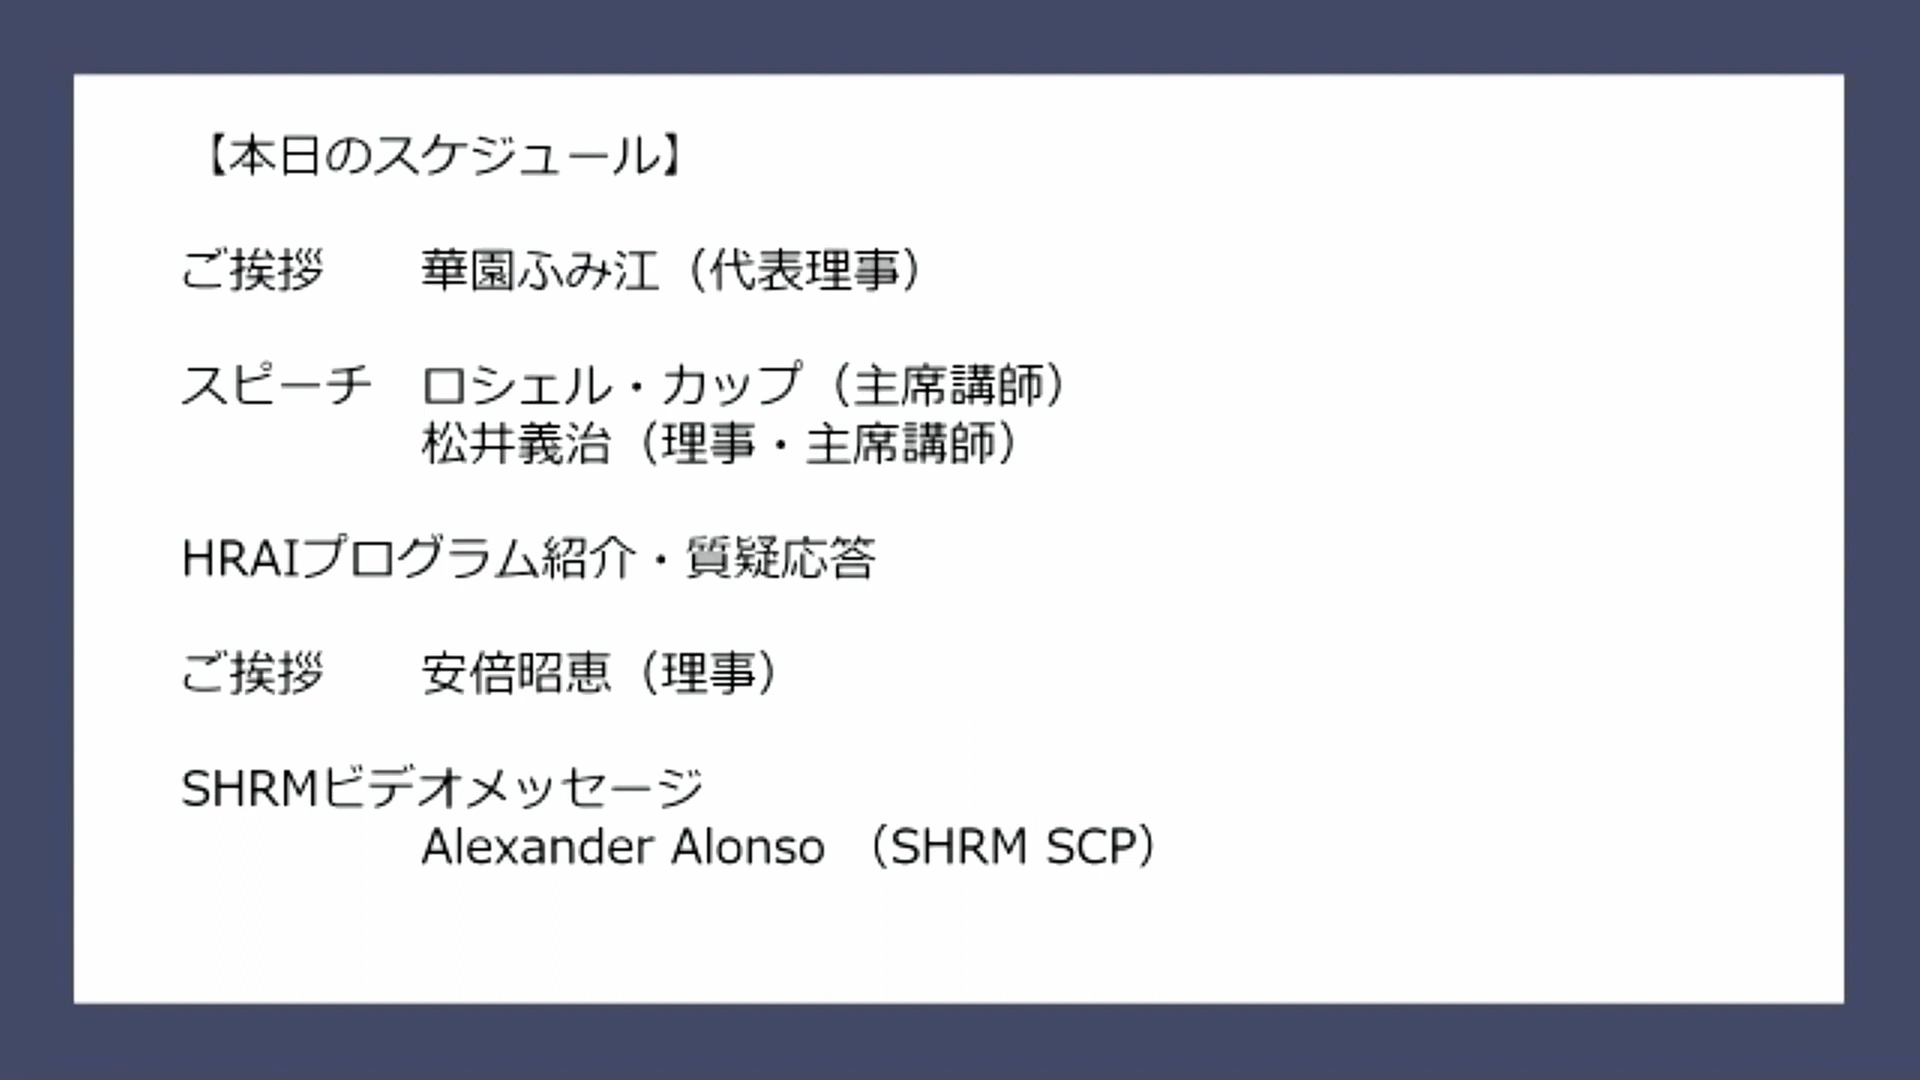 【本日のスケジュール】
ご挨拶　　華園ふみ江（代表理事）
スピーチ　ロシェル・カップ（主席講師）
松井義治（理事・主席講師）
HRAIプログラム紹介・質疑応答
ご挨拶　　安倍昭恵（理事）
SHRMビデオメッセージ
Alexander Alonso （SHRM SCP）